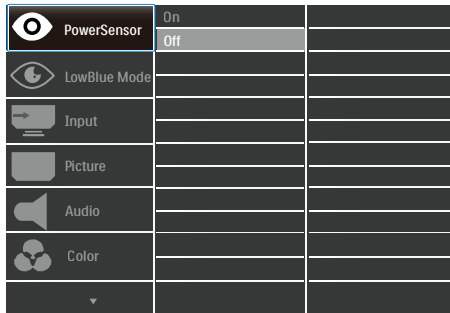 PowerSensor
On
Off
LowBlue Mode
Input
Picture
Audio
Color